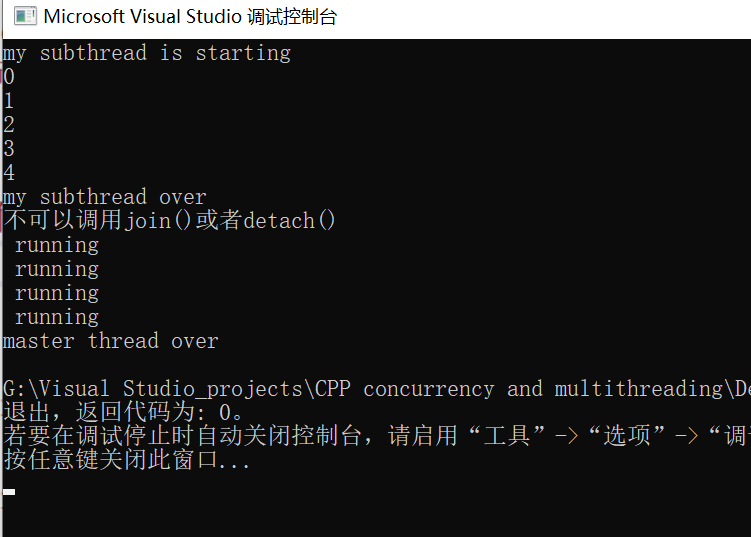 Microsoft Visual Studio 调试控制台
my subthread is starting
0
1
2
3
4
my subthread over
不可以调用join()或者detach()
running
running
running
running
master thread over
G:\Visual Studio_projects\CPP concurrency and multithreading\De
退出，返回代码为: 0。
若要在调试停止时自动关闭控制台，请启用“工具”->“选项”->“调
按任意键关闭此窗口...